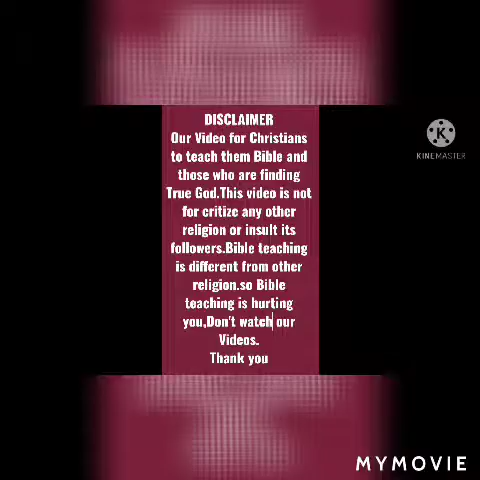 DISCLAIMER
Our Video for Christians
to teach them Bible and
those who are finding
True God.This video is not
for critize any other
religion or insult its
followers.Bible teaching
is different from other
religion.so Bible
teaching is hurting
you,Don't watch our
Videos.
Thank you
K
KINEMASTER
MYMOVIE